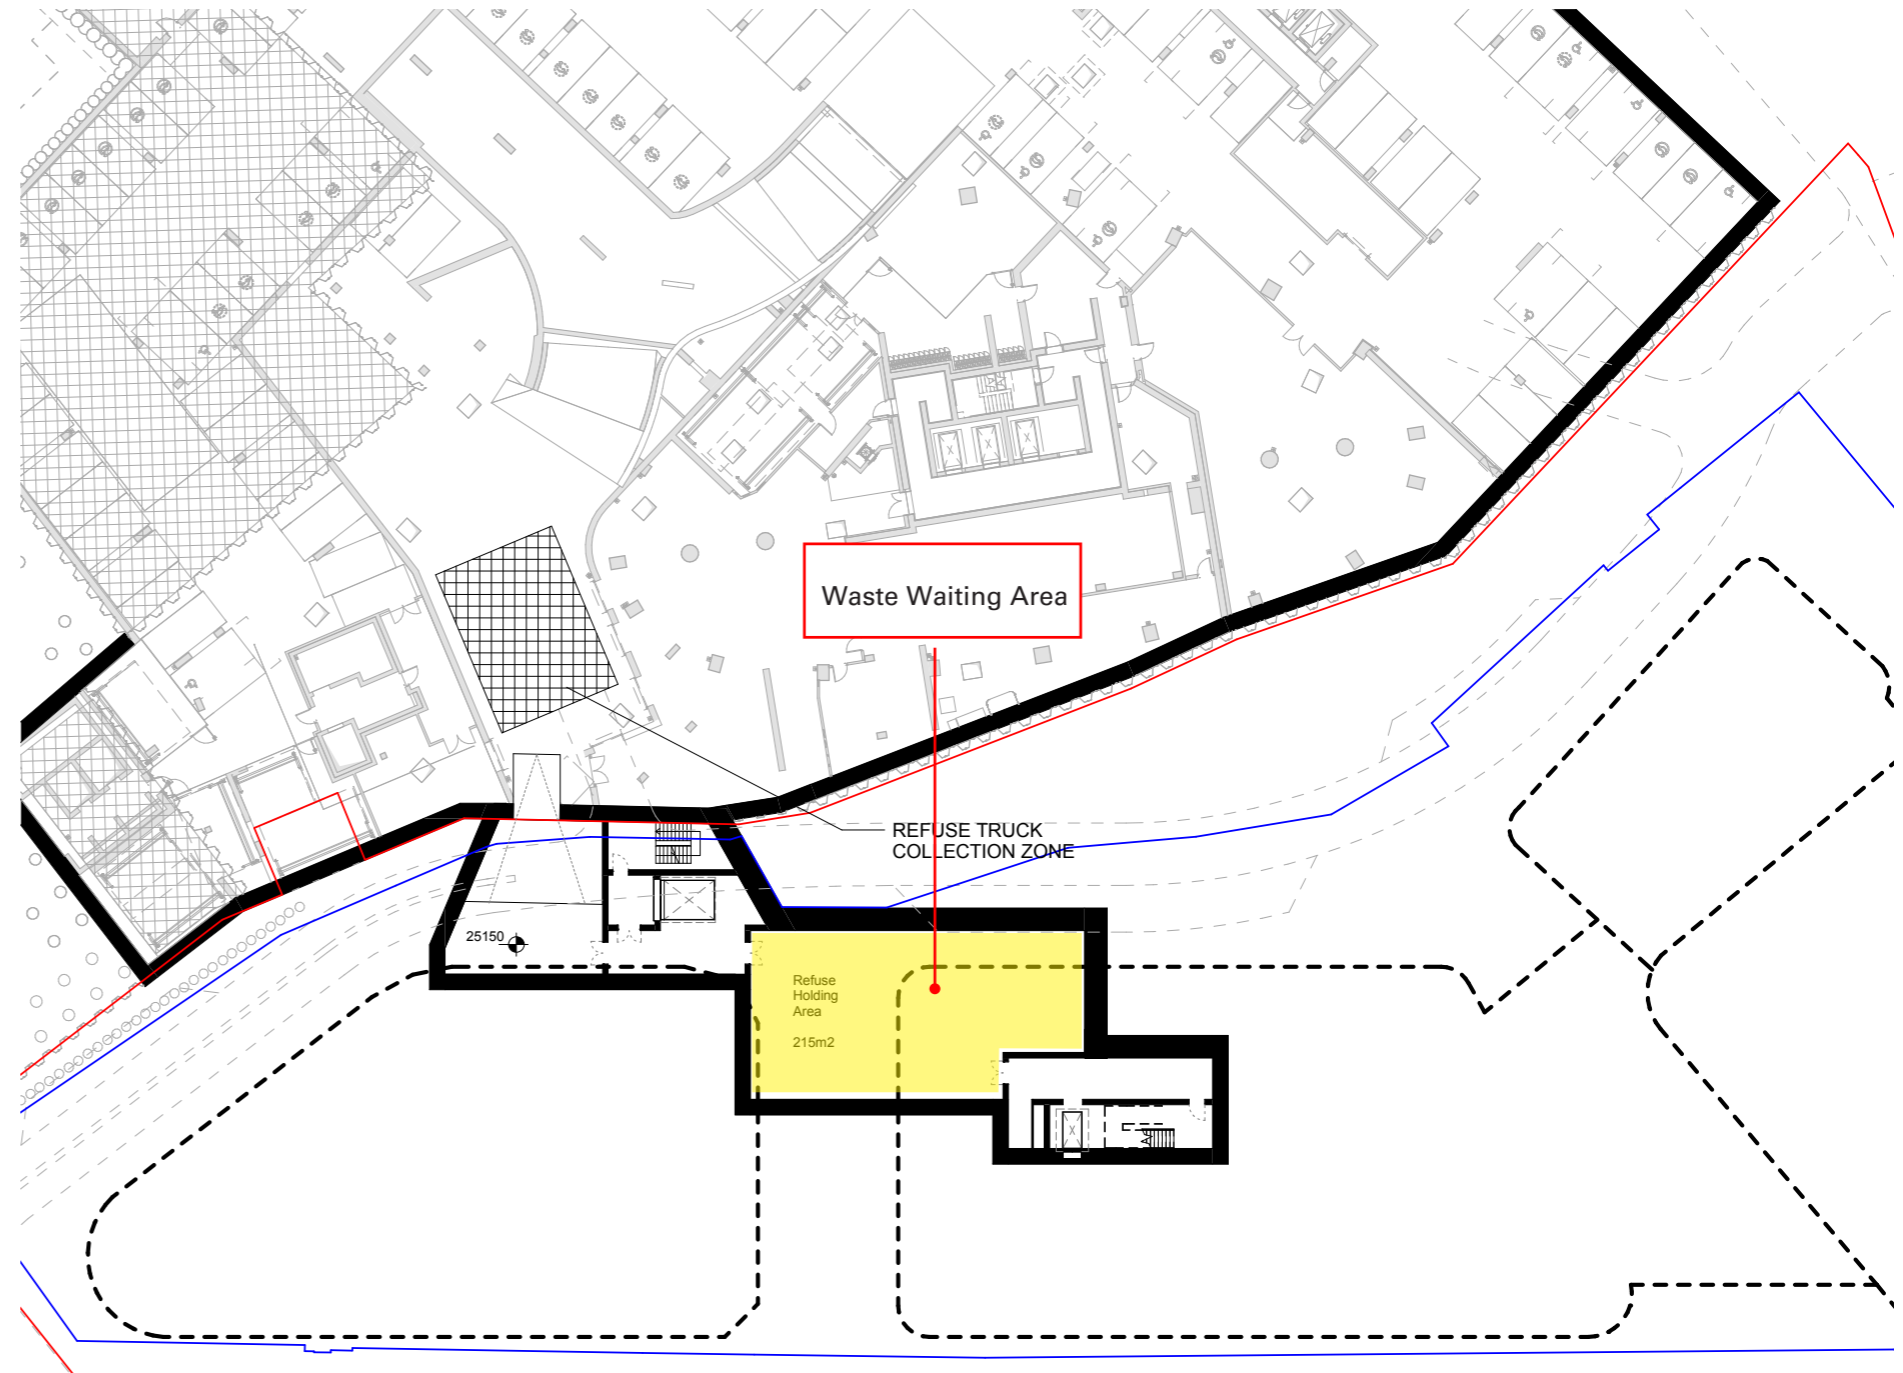 Waste Waiting Area
REFUSE TRUCK
COLLECTION ZONE
25150
Refuse
Holding
Area
215m2